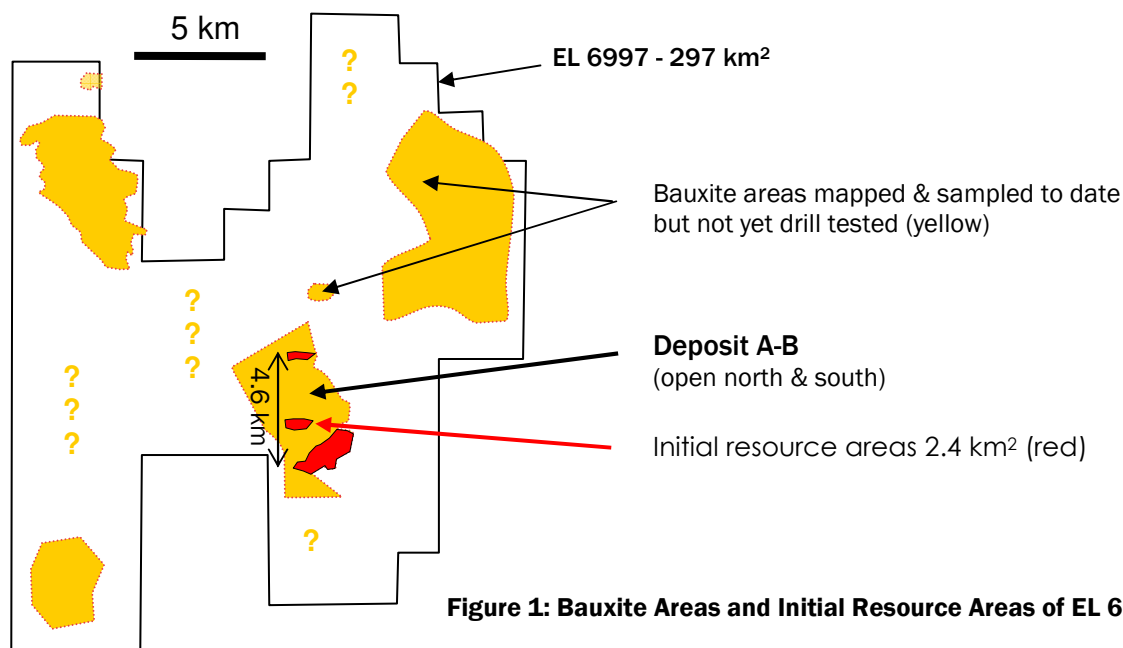 5 km
EL 6997 - 297 km²
?
?
Bauxite areas mapped & sampled to date
but not yet drill tested (yellow)
?
?
?
Deposit A-B
(open north & south)
4.6 km
?
?
?
Initial resource areas 2.4 km² (red)
?
Figure 1: Bauxite Areas and Initial Resource Areas of EL 6